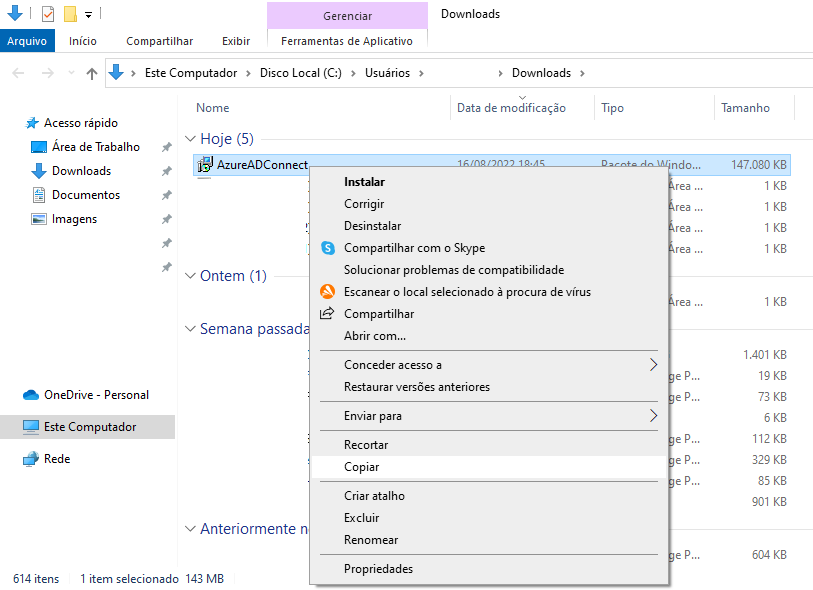 Gerenciar
Downloads
Arquivo Início Compartilhar Exibir Ferramentas de Aplicativo
Este Computador > Disco Local (C:) > Usuários > > Downloads >
Nome Data de modificação Tipo Tamanho
Acesso rápido
Área de Trabalho
Downloads
Documentos
Imagens
OneDrive - Personal
Este Computador
Rede
Hoje (5)
AzureADConnect 16/08/2022 18:45 Pacote do Windo... 147.080 KB
Área ... 1 KB
Área ... 1 KB
Área ... 1 KB
Área ... 1 KB
Ontem (1)
Área ... 1 KB
Semana passada
1.401 KB
ge P... 19 KB
ge P... 73 KB
6 KB
ge P... 112 KB
ge P... 329 KB
ge P... 85 KB
901 KB
Anteriormente n
ge P... 604 KB
Instalar
Corrigir
Desinstalar
Compartilhar com o Skype
Solucionar problemas de compatibilidade
Escanear o local selecionado à procura de vírus
Compartilhar
Abrir com...
Conceder acesso a
Restaurar versões anteriores
Enviar para
Recortar
Copiar
Criar atalho
Excluir
Renomear
Propriedades
614 itens 1 item selecionado 143 MB